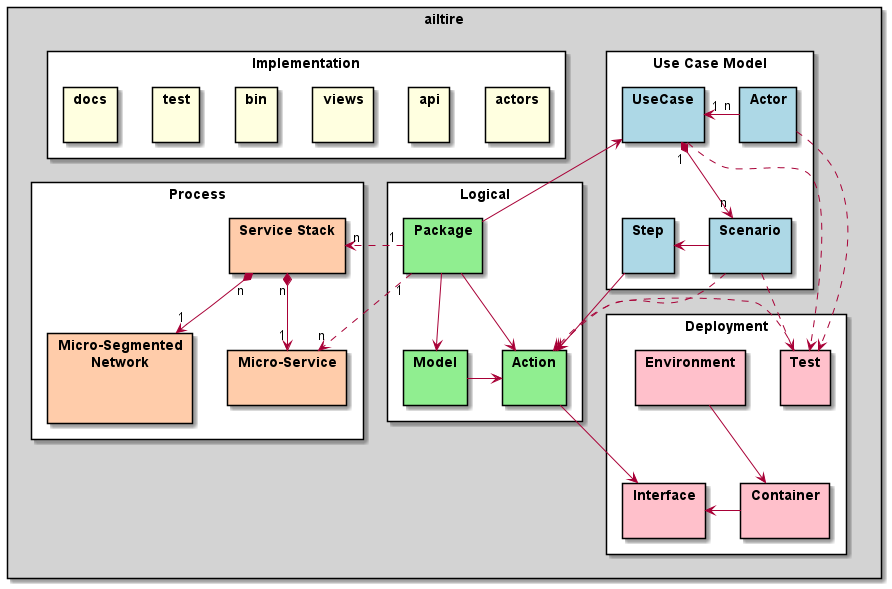 ailtire
Implementation
docs
test
bin
views
api
actors
Use Case Model
UseCase
1
n
Actor
1
n
Step
Scenario
Process
Service Stack
n
n
n
1
1
n
Micro-Segmented
Network
Micro-Service
Logical
Package
1
1
Model
Action
Deployment
Environment
Test
Interface
Container